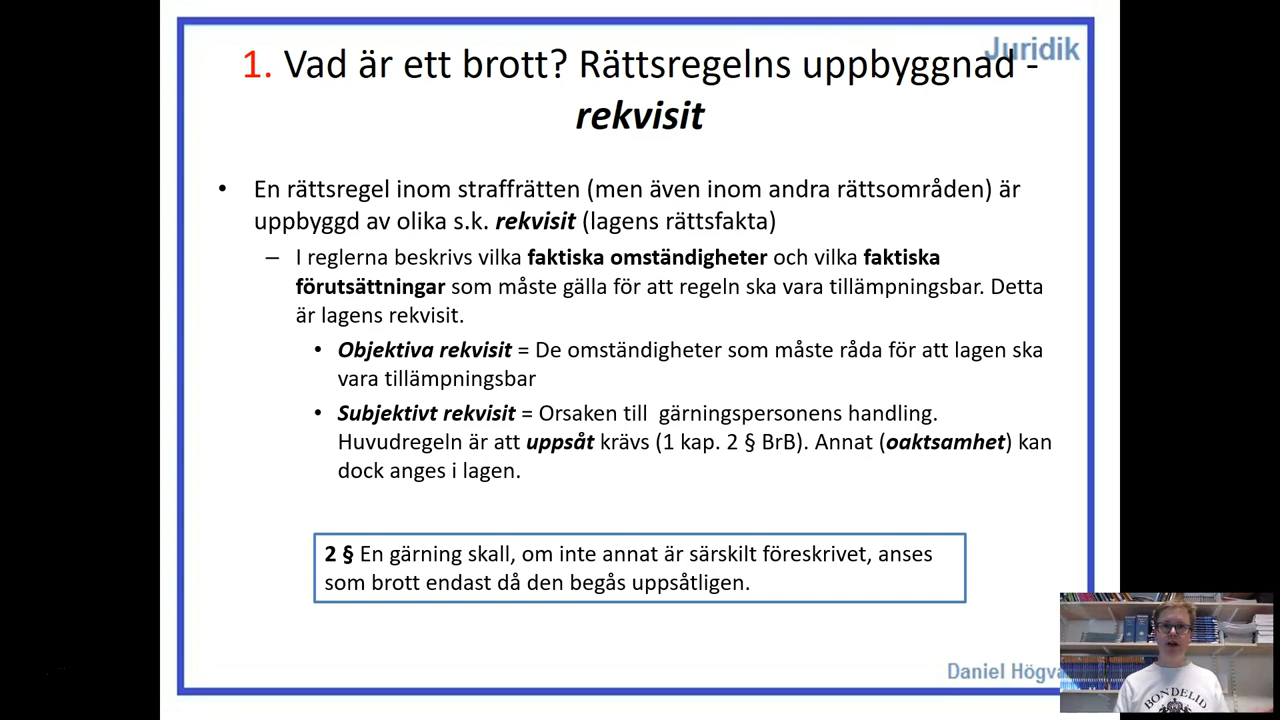 Juridik
1. Vad är ett brott? Rättsregelns uppbyggnad -
rekvisit
• En rättsregel inom straffrätten (men även inom andra rättsområden) är
uppbyggd av olika s.k. rekvisit (lagens rättsfakta)
– I reglerna beskrivs vilka faktiska omständigheter och vilka faktiska
förutsättningar som måste gälla för att regeln ska vara tillämpningsbar. Detta
är lagens rekvisit.
• Objektiva rekvisit = De omständigheter som måste råda för att lagen ska
vara tillämpningsbar
• Subjektivt rekvisit = Orsaken till gärningspersonens handling.
Huvudregeln är att uppsåt krävs (1 kap. 2 § BrB). Annat (oaktsamhet) kan
dock anges i lagen.
2 § En gärning skall, om inte annat är särskilt föreskrivet, anses
som brott endast då den begås uppsåtligen.
Daniel
BONDELID